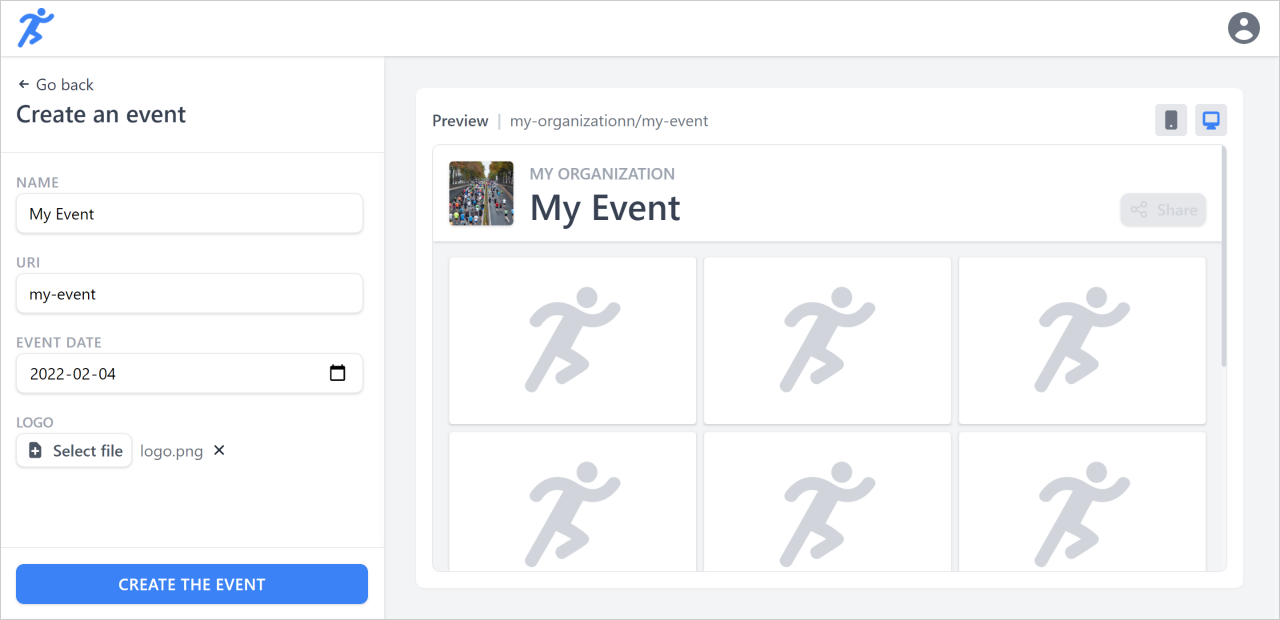 Go back
Create an event
NAME
My Event
URI
my-event
EVENT DATE
2022-02-04
LOGO
Select file logo.png
CREATE THE EVENT
Preview | my-organizationn/my-event
MY ORGANIZATION
My Event
Share